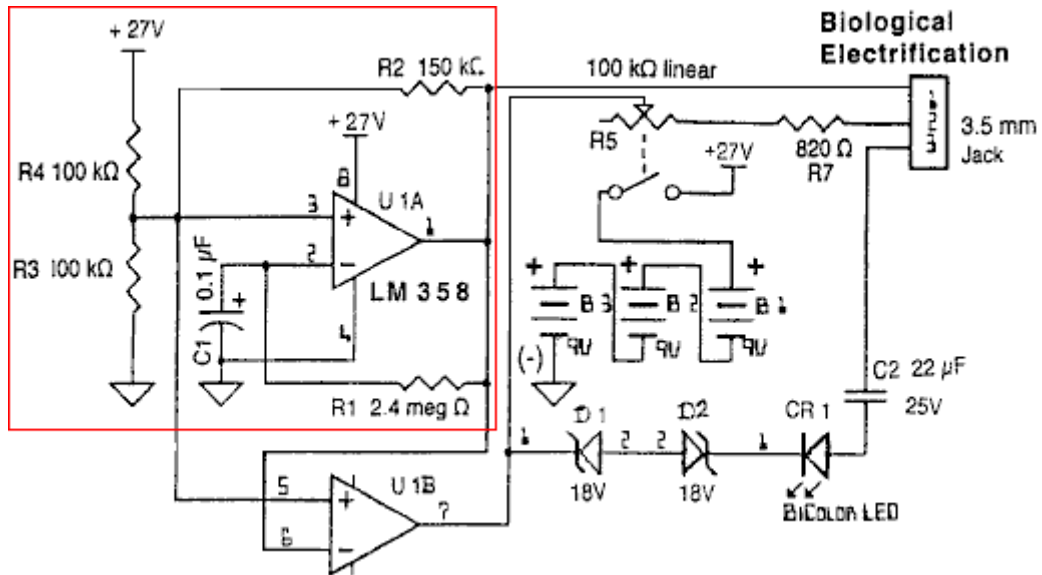 + 27V
Biological
Electrification
R2 150 kΩ
100 kΩ linear
+27V
R5
+27V
820 Ω
R7
3.5 mm
Jack
R4 100 kΩ
8
U 1A
3
+
1
2
−
LM 358
R3 100 kΩ
0.1 µF
+
C1
4
+
+
+
B 3
B 2
B 1
9V
9V
9V
(-)
R1 2.4 meg Ω
C2 22 µF
25V
D 1
D2
CR 1
1
2
2
1
18V
18V
BiColor LED
U 1B
5
+
7
6
−